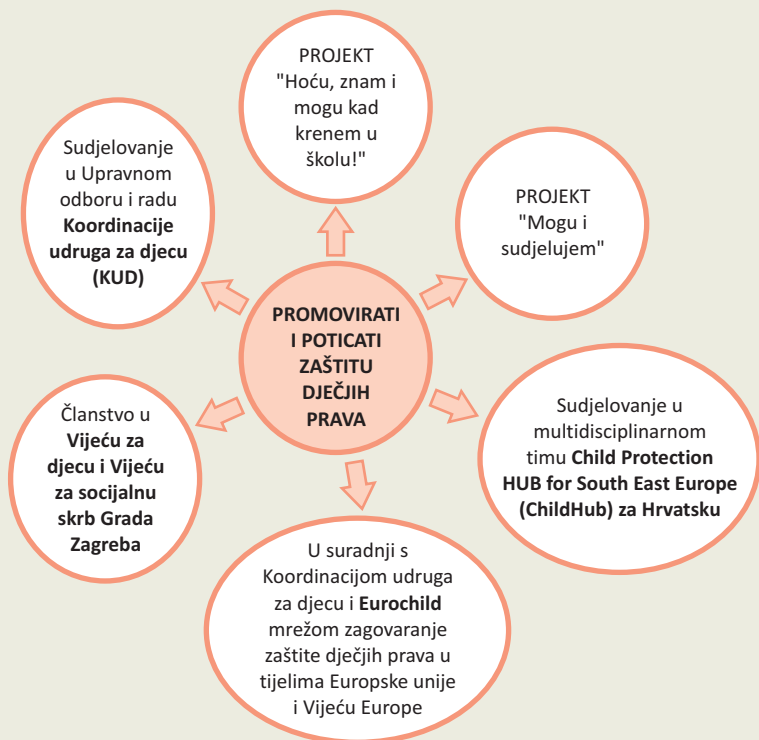 PROJEKT
"Hoću, znam i
mogu kad
krenem u
školu!"
Sudjelovanje
u Upravnom
odboru i radu
Koordinacije
udruga za djecu
(KUD)
PROJEKT
"Mogu i
sudjelujem"
PROMOVIRATI
I POTICATI
ZAŠTITU
DJEČJIH
PRAVA
Članstvo u
Vijeću za
djecu i Vijeću
za socijalnu
skrb Grada
Zagreba
Sudjelovanje u
multidisciplinarnom
timu Child Protection
HUB for South East Europe
(ChildHub) za Hrvatsku
U suradnji s
Koordinacijom udruga
za djecu i Eurochild
mrežom zagovaranje
zaštite dječjih prava u
tijelima Europske unije
i Vijeću Europe